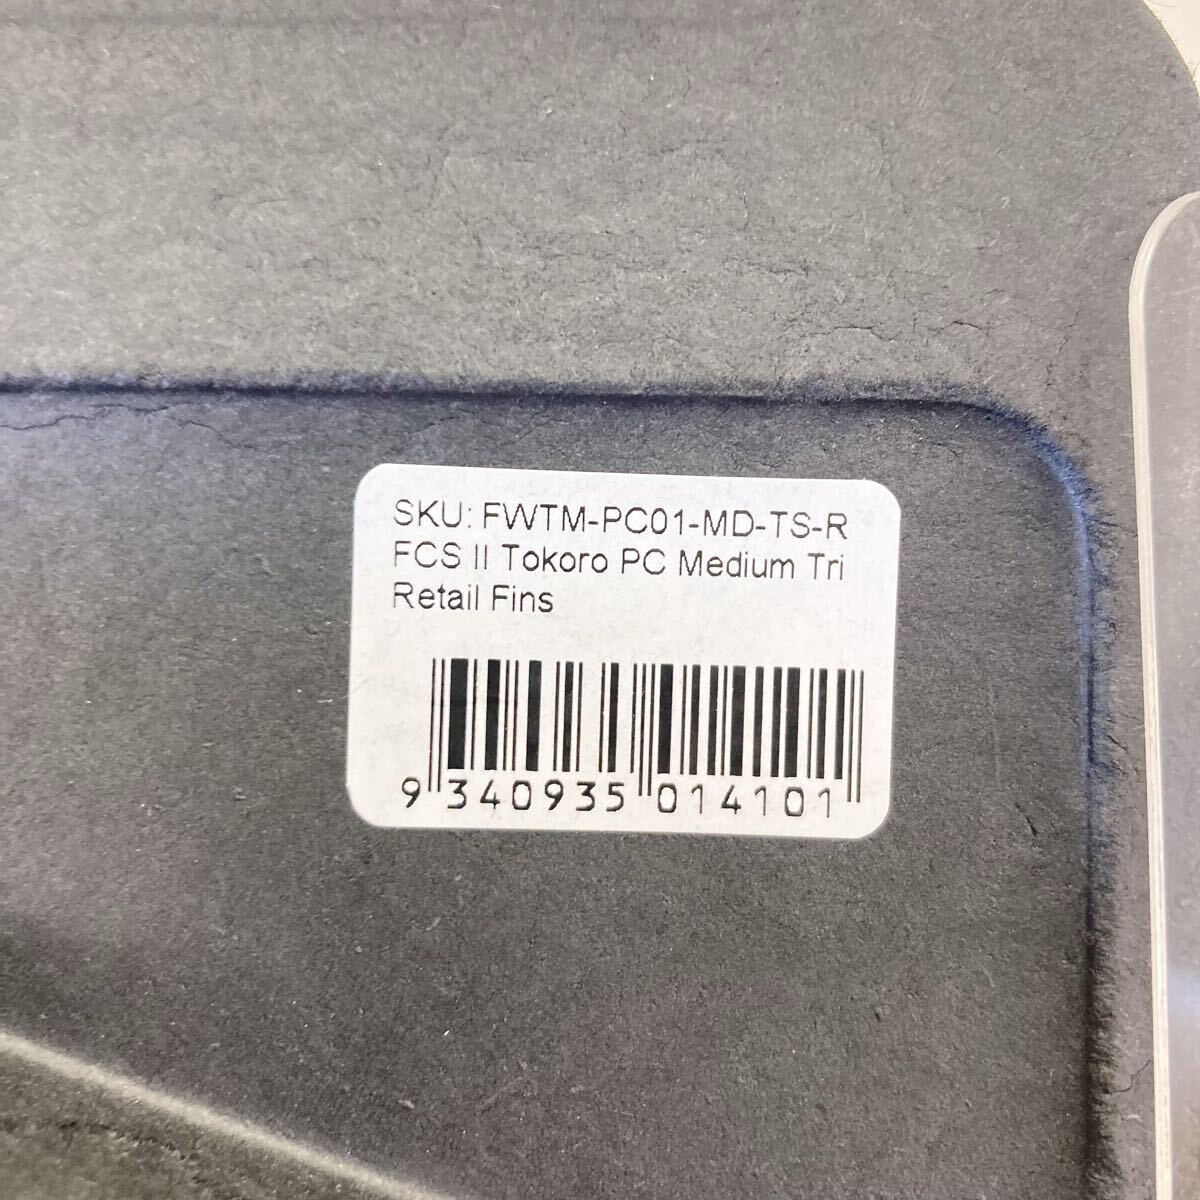 SKU: FWTM-PC01-MD-TS-R
FCS II Tokoro PC Medium Tri
Retail Fins
9 340935 014101